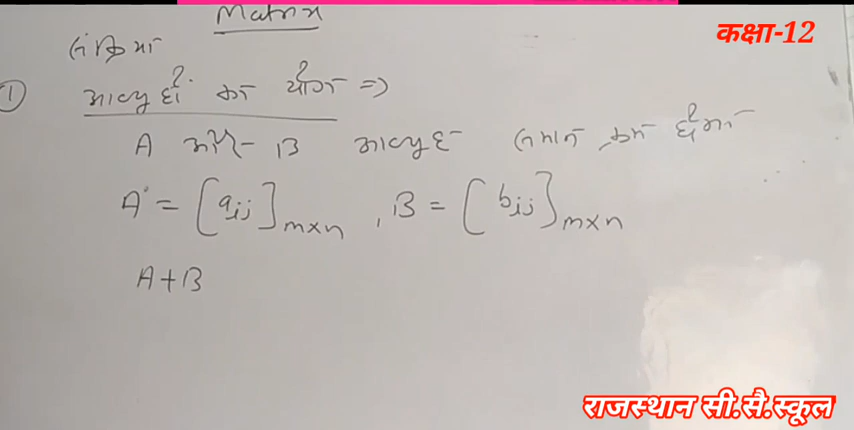 Matrix
कक्षा-12
संक्रिया
① आव्यूहों का योग ⇒
A और B आव्यूह समान क्रम होगा
A = [aij]m×n , B = [bij]m×n
A+B
राजस्थान सी.सै.स्कूल